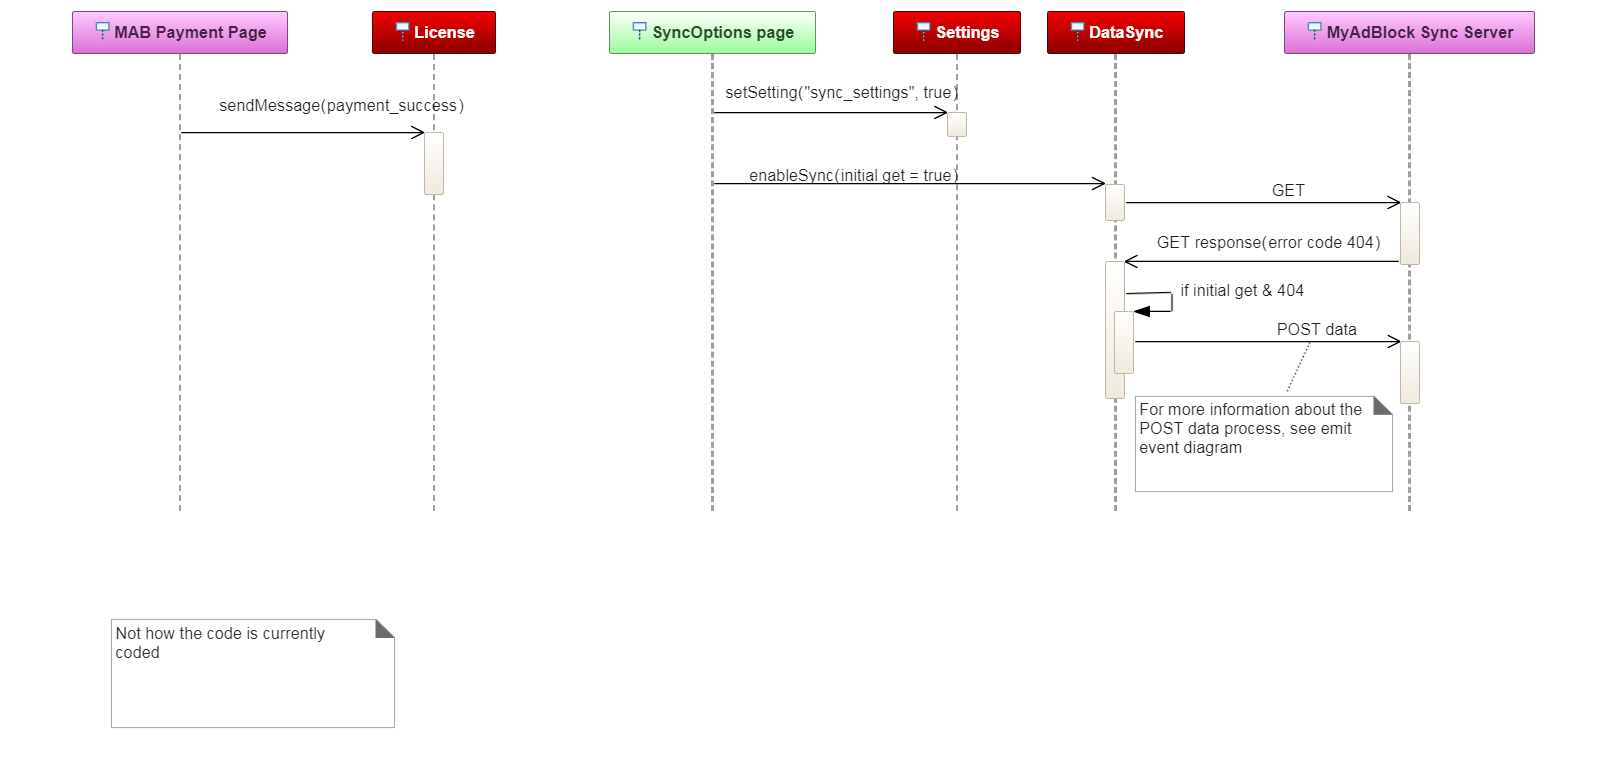 MAB Payment Page
License
SyncOptions page
Settings
DataSync
MyAdBlock Sync Server
sendMessage(payment_success)
setSetting("sync_settings", true)
enableSync(initial get = true)
GET
GET response(error code 404)
if initial get & 404
POST data
For more information about the
POST data process, see emit
event diagram
Not how the code is currently
coded